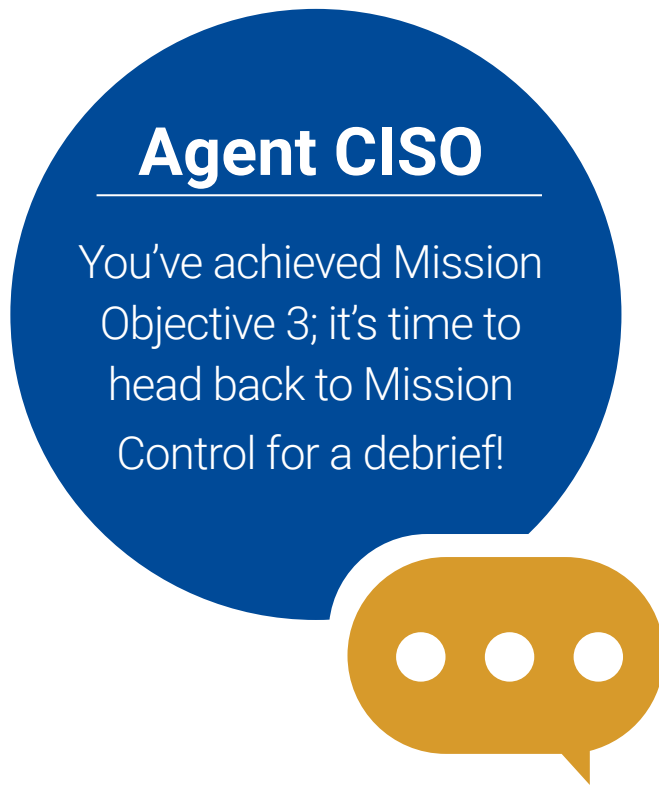 Agent CISO
You’ve achieved Mission
Objective 3; it’s time to
head back to Mission
Control for a debrief!